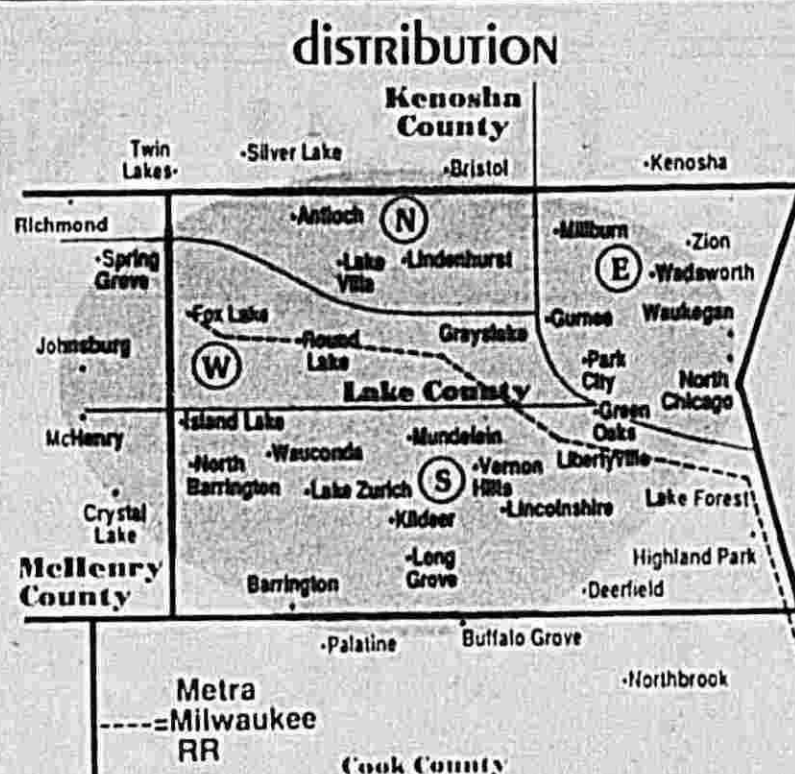 distribution
Kenosha
County
Twin
Lakes
Silver Lake
Bristol
Kenosha
Richmond
Antioch
N
Millburn
Zion
Spring
Grove
Lake
Villa
Lindenhurst
E
Wadsworth
Fox Lake
Gurnee
Waukegan
Johnsburg
Round
Lake
Grayslake
W
Park
City
Lake County
North
Chicago
Island Lake
Green
Oaks
McHenry
Mundelein
Wauconda
North
Barrington
Lake Zurich
S
Vernon
Hills
Libertyville
Lincolnshire
Lake Forest
Crystal
Lake
Kildeer
McHenry
County
Long
Grove
Highland Park
Barrington
Deerfield
Palatine
Buffalo Grove
Northbrook
Metra
----=Milwaukee
RR
Cook County